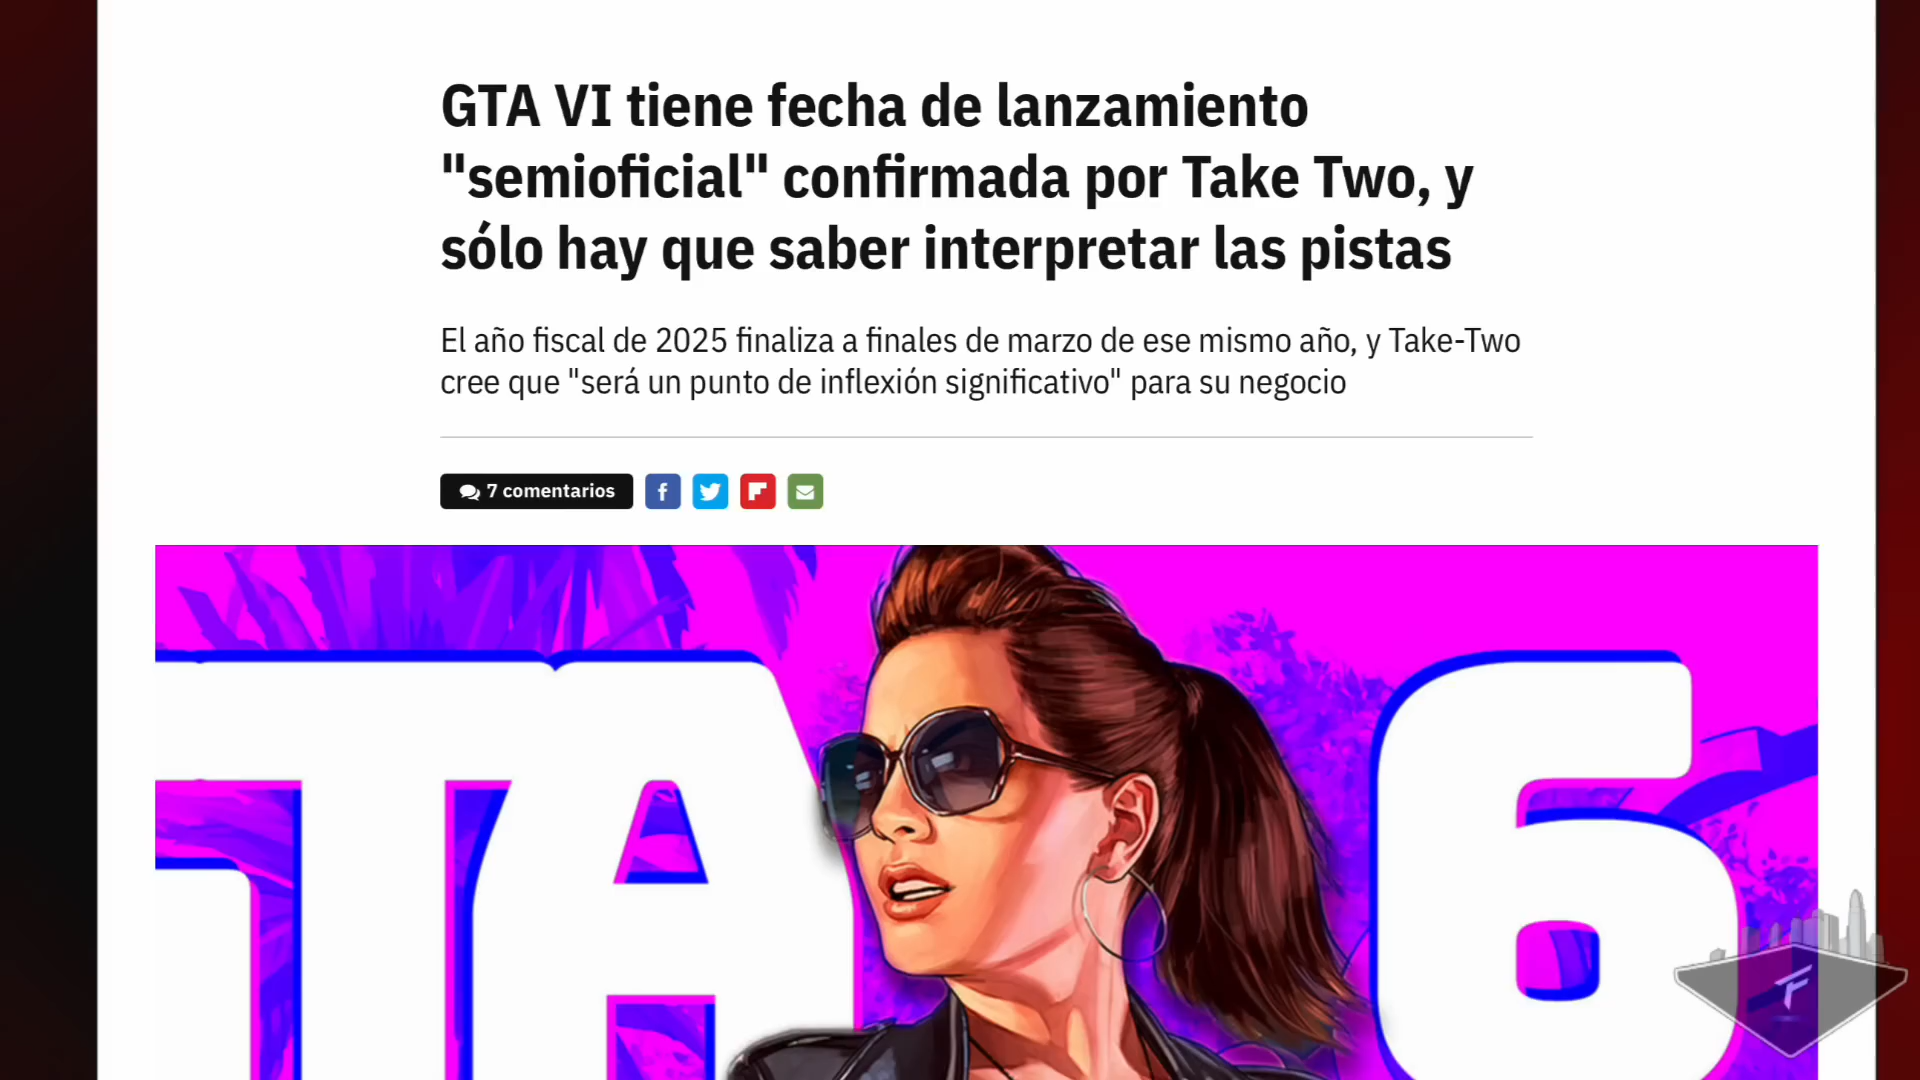 GTA VI tiene fecha de lanzamiento
"semioficial" confirmada por Take Two, y
sólo hay que saber interpretar las pistas
El año fiscal de 2025 finaliza a finales de marzo de ese mismo año, y Take-Two
cree que "será un punto de inflexión significativo" para su negocio
7 comentarios f
TA 6
F